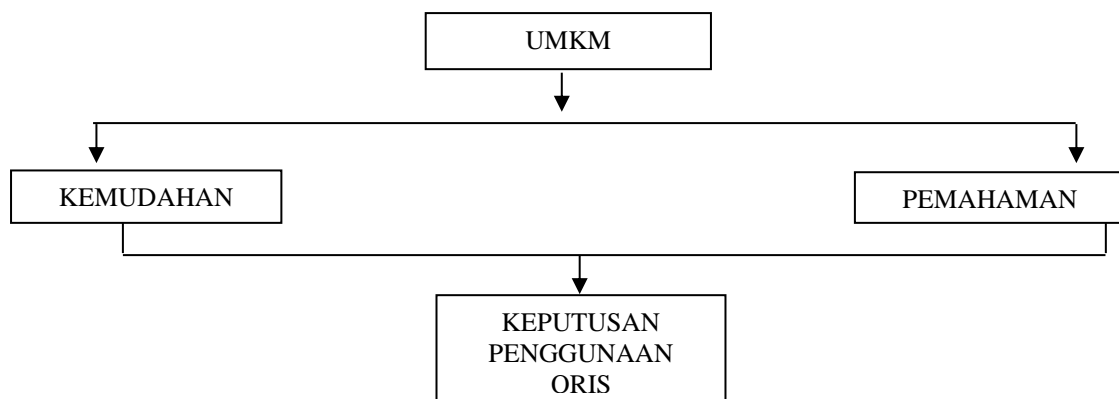 UMKM
KEMUDAHAN
PEMAHAMAN
KEPUTUSAN
PENGGUNAAN
ORIS